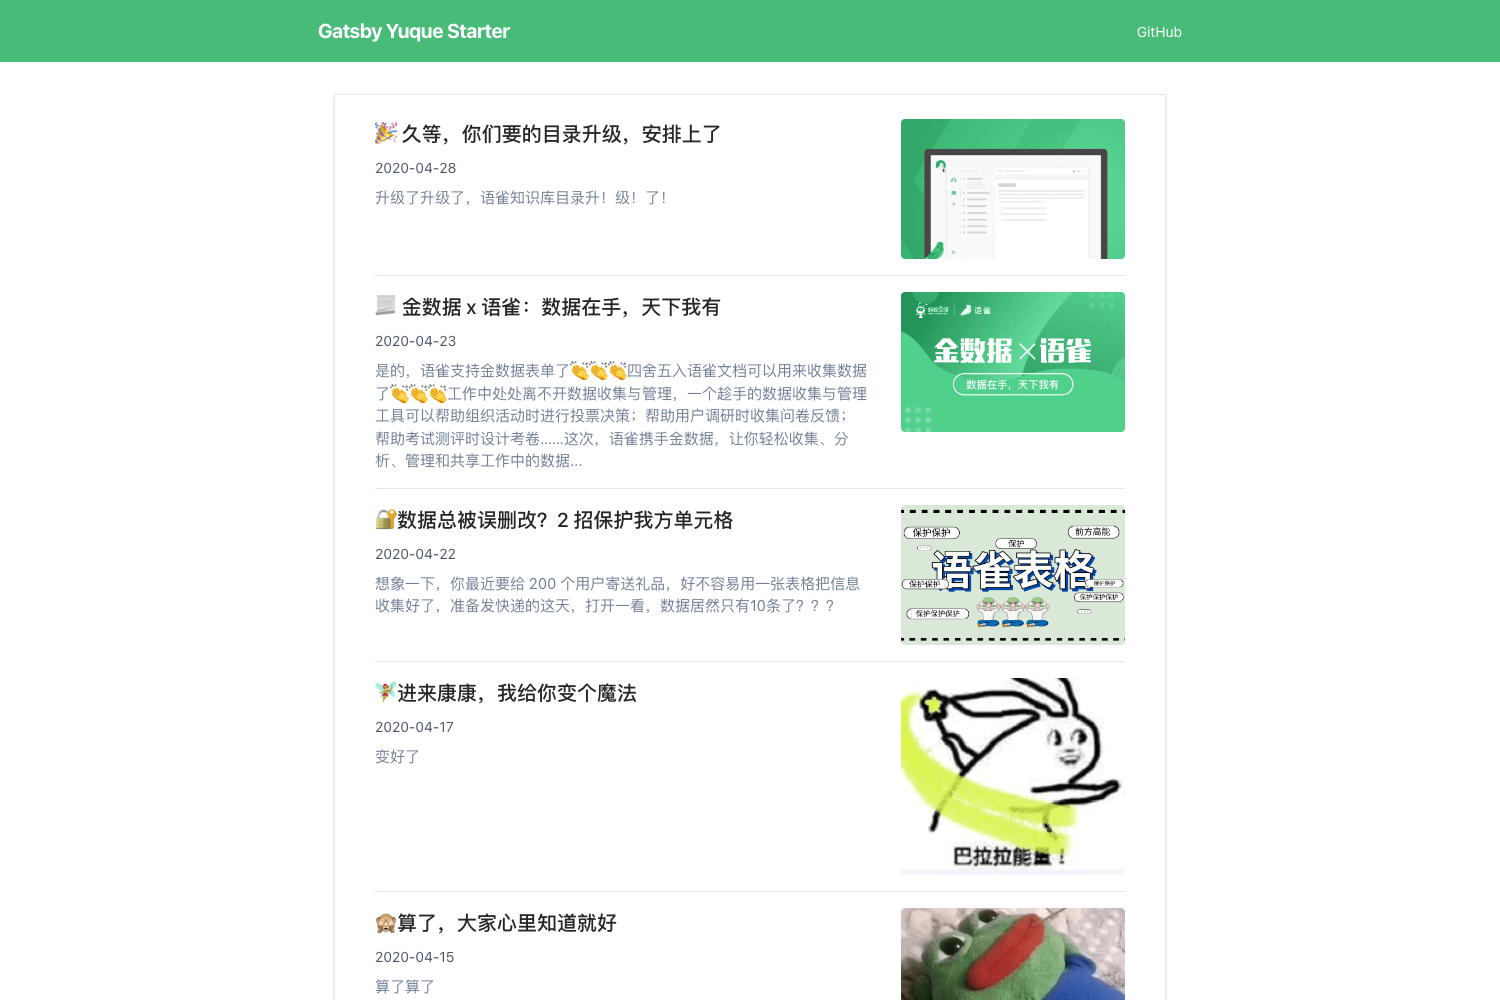 Gatsby Yuque Starter
GitHub
🎉 久等，你们要的目录升级，安排上了
2020-04-28
升级了升级了，语雀知识库目录升！级！了！
金数据 x 语雀：数据在手，天下我有
2020-04-23
是的，语雀支持金数据表单了👏👏👏四舍五入语雀文档可以用来收集数据
了👏👏👏工作中处处离不开数据收集与管理，一个趁手的数据收集与管理
工具可以帮助组织活动时进行投票决策；帮助用户调研时收集问卷反馈；
帮助考试测评时设计考卷……这次，语雀携手金数据，让你轻松收集、分
析、管理和共享工作中的数据...
语雀
金数据×语雀
数据在手，天下我有
🔐数据总被误删改？2 招保护我方单元格
2020-04-22
想象一下，你最近要给 200 个用户寄送礼品，好不容易用一张表格把信息
收集好了，准备发快递的这天，打开一看，数据居然只有10条了？？？
保护保护
前方高能
保护
语雀表格
保护保护
保护保护
保护保护保护
保护保护保护
🧚进来康康，我给你变个魔法
2020-04-17
变好了
巴拉拉能量！
🙈算了，大家心里知道就好
2020-04-15
算了算了